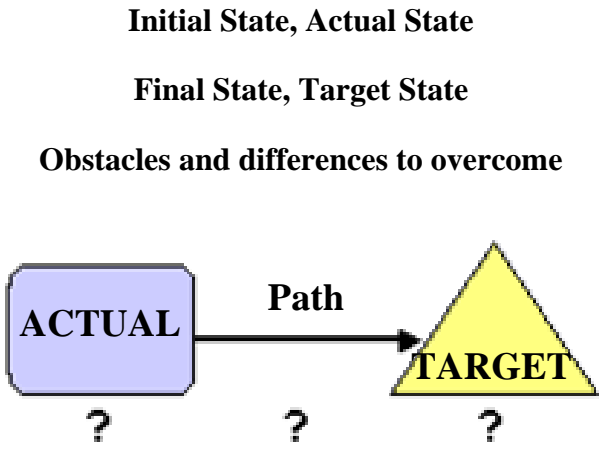 Initial State, Actual State
Final State, Target State
Obstacles and differences to overcome
Path
ACTUAL
TARGET
? ? ?